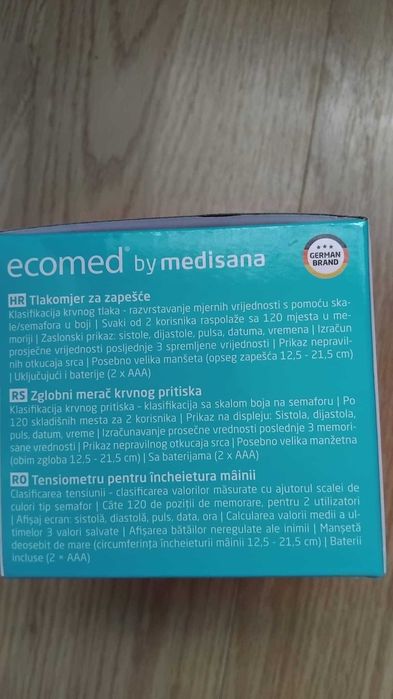 ecomed® by medisana
GERMAN
BRAND
HR Tlakomjer za zapešće
Klasifikacija krvnog tlaka - razvrstavanje mjernih vrijednosti s pomoću ska-
le/semafora u boji | Svaki od 2 korisnika raspolaže sa 120 mjesta u me-
moriji | Zaslonski prikaz: sistole, dijastole, pulsa, datuma, vremena | Izračun
prosječne vrijednosti posljednje 3 spremljene vrijednosti | Prikaz nepravil-
nih otkucaja srca | Posebno velika manšeta (opseg zapešća 12,5 - 21,5 cm)
| Uključujući i baterije (2 x AAA)
RS Zglobni merač krvnog pritiska
Klasifikacija krvnog pritiska - klasifikacija sa skalom boja na semaforu | Po
120 skladišnih mesta za 2 korisnika | Prikaz na displeju: Sistola, dijastola,
puls, datum, vreme | Izračunavanje prosečne vrednosti poslednje 3 memori-
sane vrednosti | Prikaz nepravilnog otkucaja srca | Posebno velika manžetna
(obim zgloba 12,5 - 21,5 cm) | Sa baterijama (2 x AAA)
RO Tensiometru pentru încheietura mâinii
Clasificarea tensiunii - clasificarea valorilor măsurate cu ajutorul scalei de
culori tip semafor | Câte 120 de poziții de memorare, pentru 2 utilizatori
| Afișaj ecran: sistolă, diastolă, puls, data, ora | Calcularea valorii medii a ul-
timelor 3 valori salvate | Afișarea bătăilor neregulate ale inimii | Manșetă
deosebit de mare (circumferința încheieturii mâinii 12,5 - 21,5 cm) | Baterii
incluse (2 × AAA)